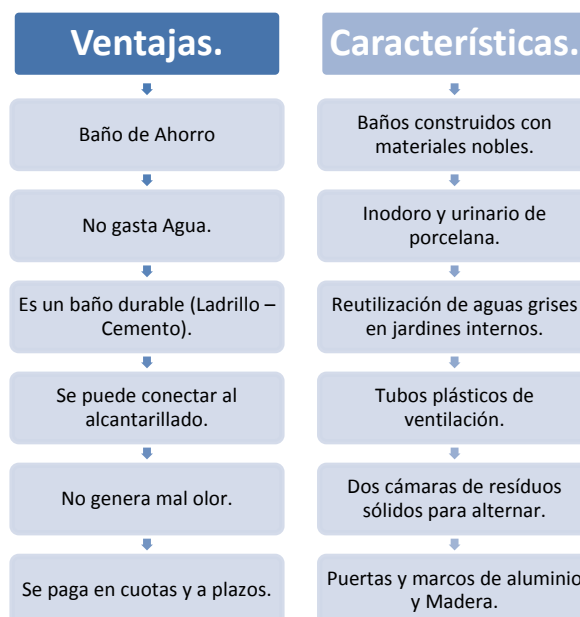 Ventajas.
Baño de Ahorro
No gasta Agua.
Es un baño durable (Ladrillo –
Cemento).
Se puede conectar al
alcantarillado.
No genera mal olor.
Se paga en cuotas y a plazos.
Características.
Baños construidos con
materiales nobles.
Inodoro y urinario de
porcelana.
Reutilización de aguas grises
en jardines internos.
Tubos plásticos de
ventilación.
Dos cámaras de resíduos
sólidos para alternar.
Puertas y marcos de aluminio
y Madera.